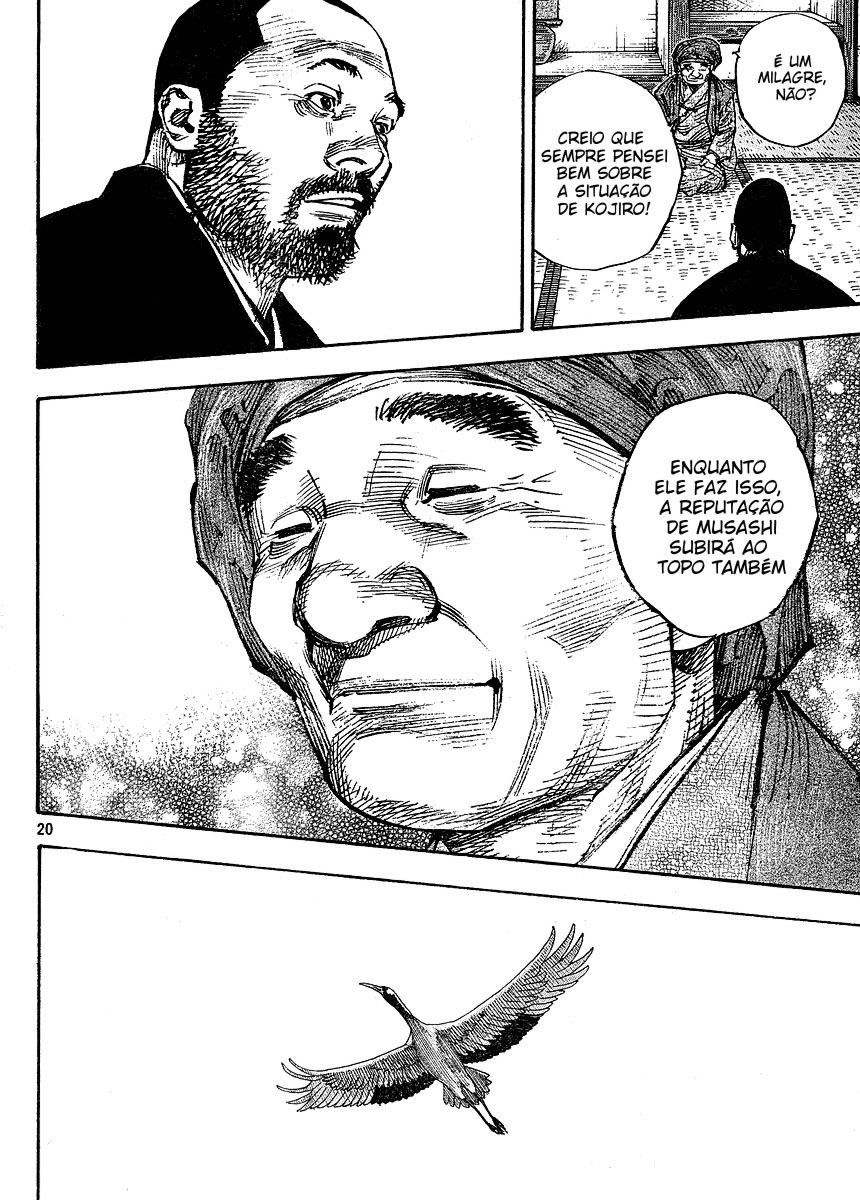 É UM
MILAGRE,
NÃO?
CREIO QUE
SEMPRE PENSEI
BEM SOBRE
A SITUAÇÃO
DE KOJIRO!
ENQUANTO
ELE FAZ ISSO,
A REPUTAÇÃO
DE MUSASHI
SUBIRÁ AO
TOPO TAMBÉM
20